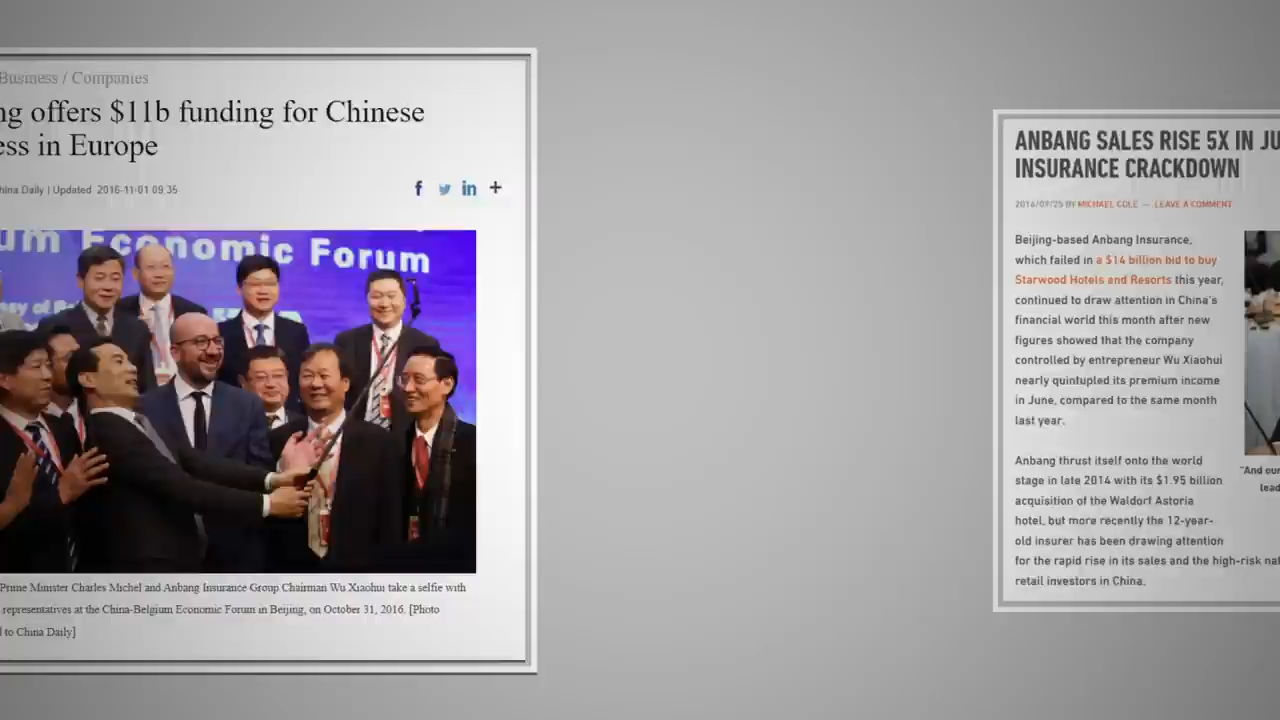 Business / Companies
ng offers $11b funding for Chinese
ess in Europe
hina Daily | Updated 2016-11-01 09 35
um Economic Forum
Prime Minister Charles Michel and Anbang Insurance Group Chairman Wu Xiaohui take a selfie with
representatives at the China-Belgium Economic Forum in Beijing, on October 31, 2016. [Photo
d to China Daily]
ANBANG SALES RISE 5X IN JU
INSURANCE CRACKDOWN
2016/07/25 BY MICHAEL COLE — LEAVE A COMMENT
Beijing-based Anbang Insurance,
which failed in a $14 billion bid to buy
Starwood Hotels and Resorts this year,
continued to draw attention in China's
financial world this month after new
figures showed that the company
controlled by entrepreneur Wu Xiaohui
nearly quintupled its premium income
in June, compared to the same month
last year.
Anbang thrust itself onto the world
stage in late 2014 with its $1.95 billion
acquisition of the Waldorf Astoria
hotel, but more recently the 12-year-
old insurer has been drawing attention
for the rapid rise in its sales and the high-risk nat
retail investors in China.
"And our
lead